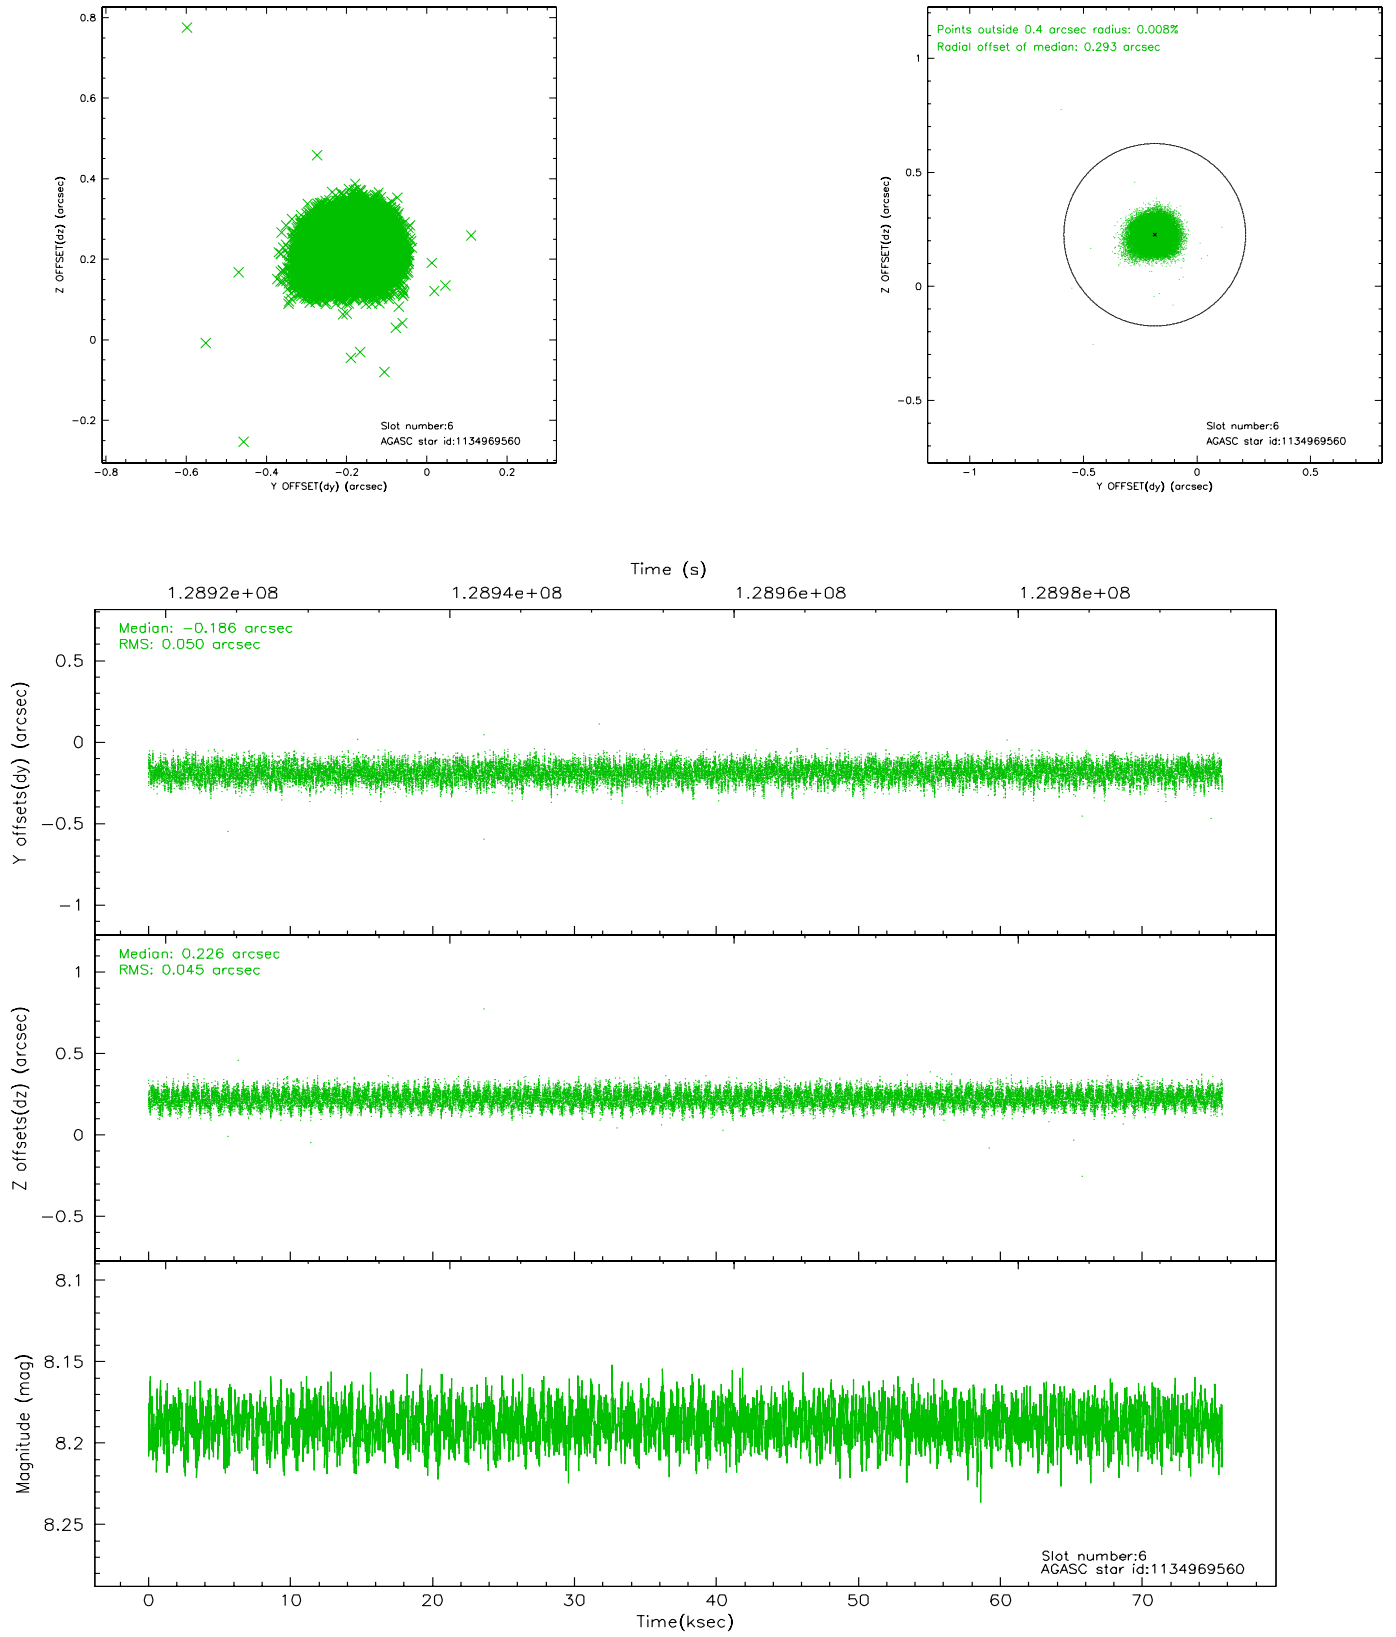 0.8
0.6
0.4
0.2
0
−0.2
−0.8
−0.6
−0.4
−0.2
0
0.2
Z OFFSET(dz) (arcsec)
Y OFFSET(dy) (arcsec)
Slot number:6
AGASC star id:1134969560
Points outside 0.4 arcsec radius: 0.008%
Radial offset of median: 0.293 arcsec
1
0.5
0
−0.5
−1
−0.5
0
0.5
Z OFFSET(dz) (arcsec)
Y OFFSET(dy) (arcsec)
Slot number:6
AGASC star id:1134969560
Time (s)
1.2892e+08
1.2894e+08
1.2896e+08
1.2898e+08
Median: −0.186 arcsec
RMS: 0.050 arcsec
0.5
0
−0.5
−1
Y offsets(dy) (arcsec)
Median: 0.226 arcsec
RMS: 0.045 arcsec
1
0.5
0
−0.5
Z offsets(dz) (arcsec)
8.1
8.15
8.2
8.25
Magnitude (mag)
Slot number:6
AGASC star id:1134969560
0
10
20
30
40
50
60
70
Time(ksec)